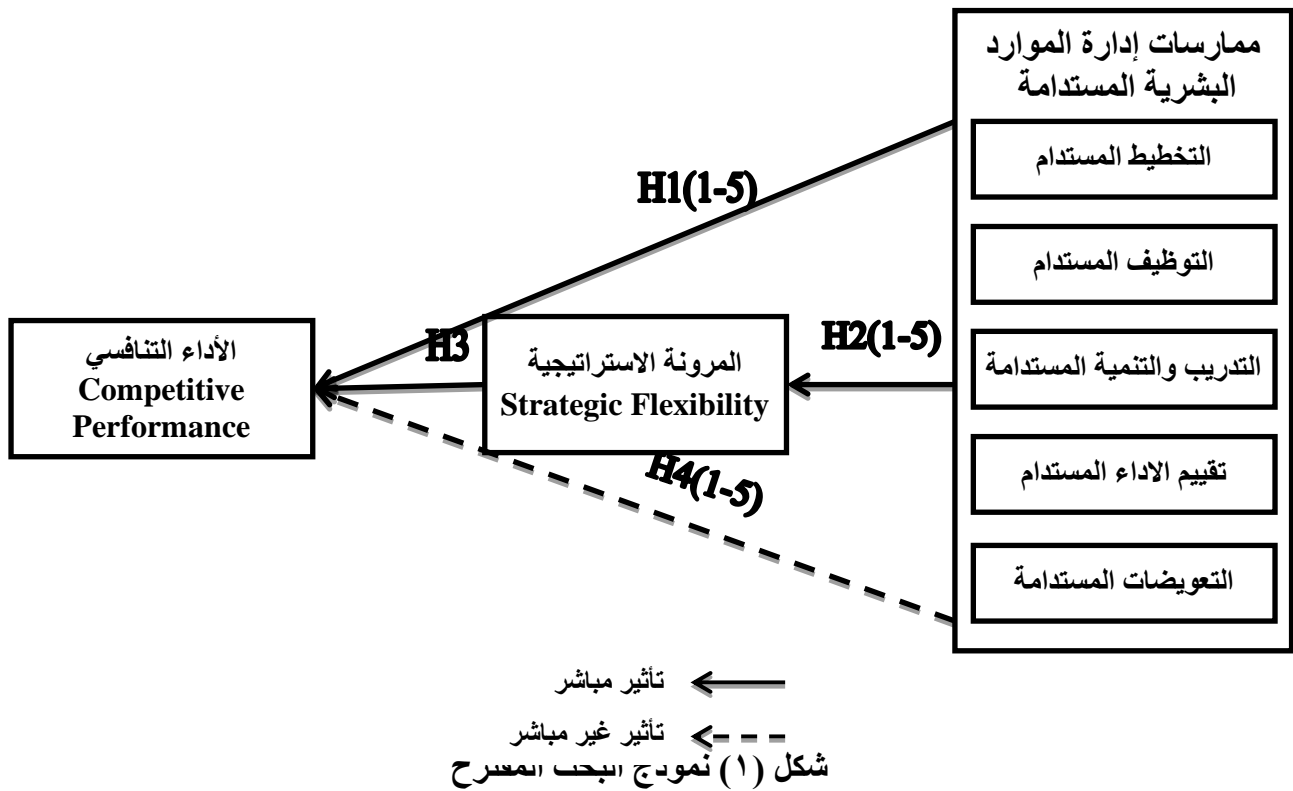 ممارسات إدارة الموارد
البشرية المستدامة
التخطيط المستدام
التوظيف المستدام
التدريب والتنمية المستدامة
تقييم الاداء المستدام
التعويضات المستدامة
H1(1-5)
H2(1-5)
H3
H4(1-5)
المرونة الاستراتيجية
Strategic Flexibility
الأداء التنافسي
Competitive
Performance
تأثير مباشر
تأثير غير مباشر
شكل (١) نموذج البحث المقترح